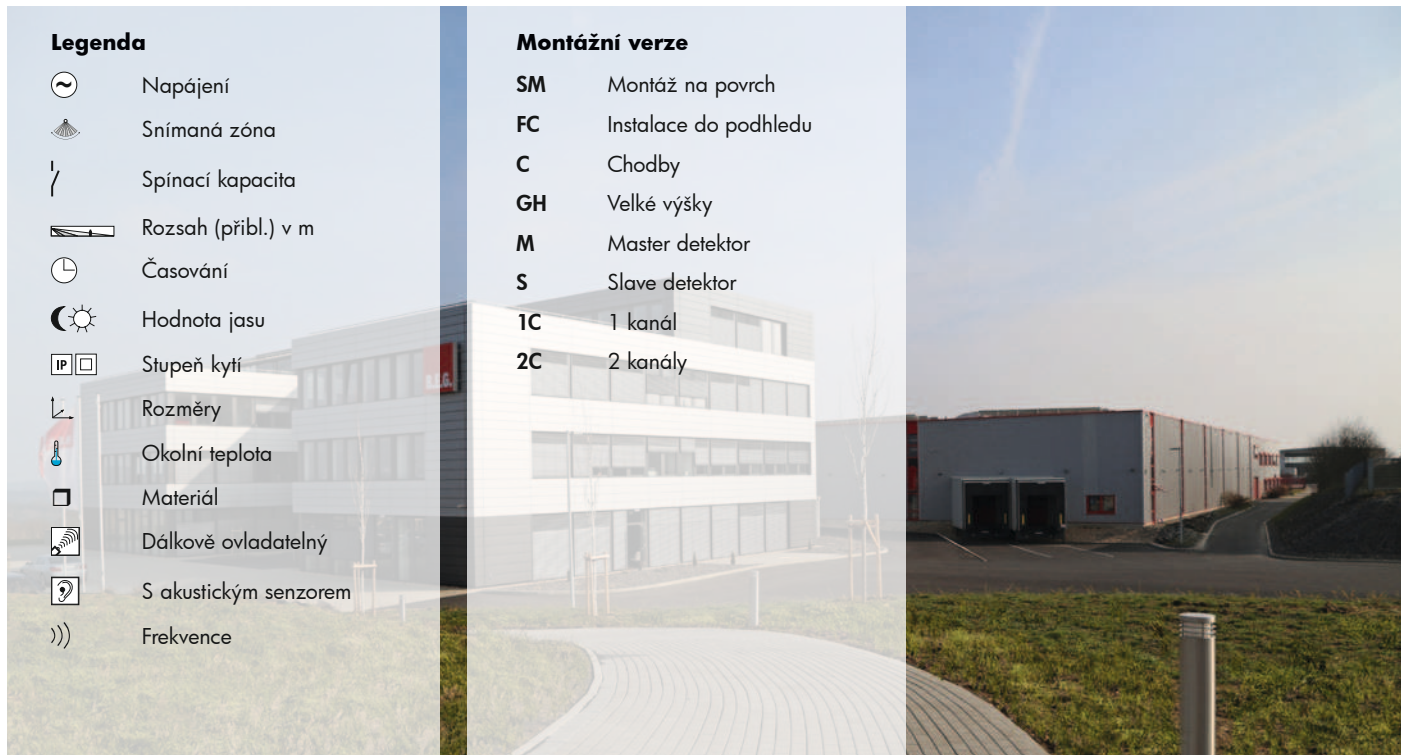 Legenda
Napájení
Snímaná zóna
Spínací kapacita
Rozsah (přibl.) v m
Časování
Hodnota jasu
IP Stupeň kytí
Rozměry
Okolní teplota
Materiál
Dálkově ovladatelný
S akustickým senzorem
Frekvence
Montážní verze
SM Montáž na povrch
FC Instalace do podhledu
C Chodby
GH Velké výšky
M Master detektor
S Slave detektor
1C 1 kanál
2C 2 kanály
B.E.G.